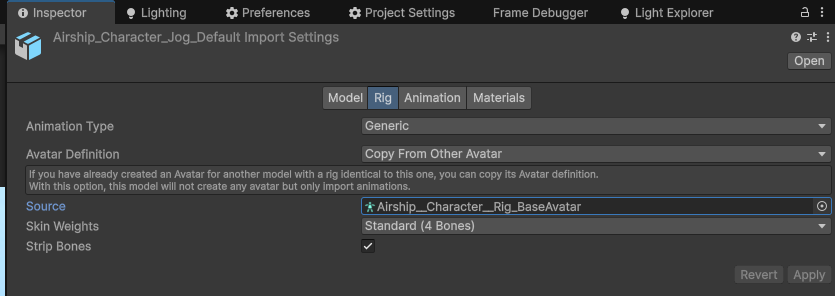 Inspector Lighting Preferences Project Settings Frame Debugger Light Explorer
Airship_Character_Jog_Default Import Settings
Open
Model Rig Animation Materials
Animation Type Generic
Avatar Definition Copy From Other Avatar
If you have already created an Avatar for another model with a rig identical to this one, you can copy its Avatar definition.
With this option, this model will not create any avatar but only import animations.
Source Airship__Character__Rig_BaseAvatar
Skin Weights Standard (4 Bones)
Strip Bones
Revert Apply